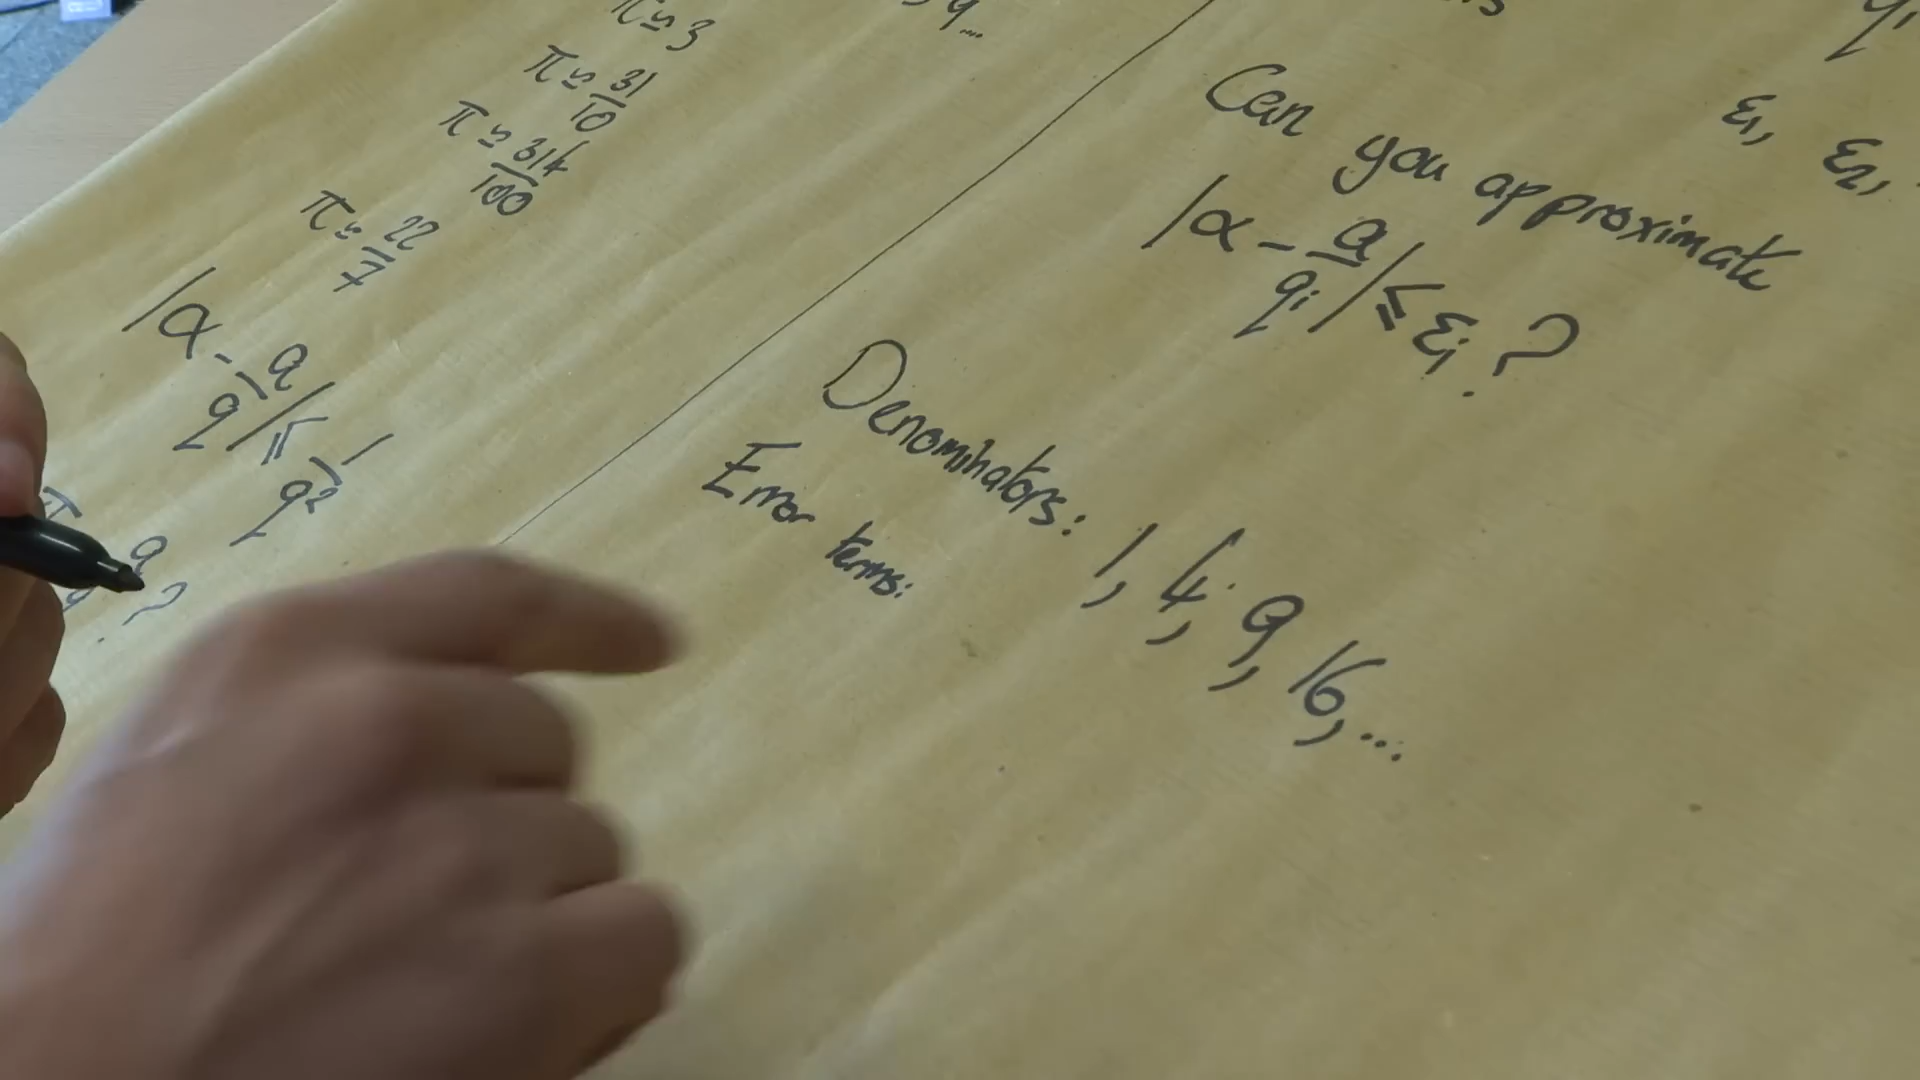 π ≃ 3
π ≃ 31/10
π ≃ 314/100
π ≃ 22/7
|α - a/q| ≤ 1/q²
π
a
q
?
Can you approximate
|α - a/qᵢ| ≤ εᵢ ?
Denominators: 1, 4, 9, 16, ...
Error terms:
ε₁, ε₂,